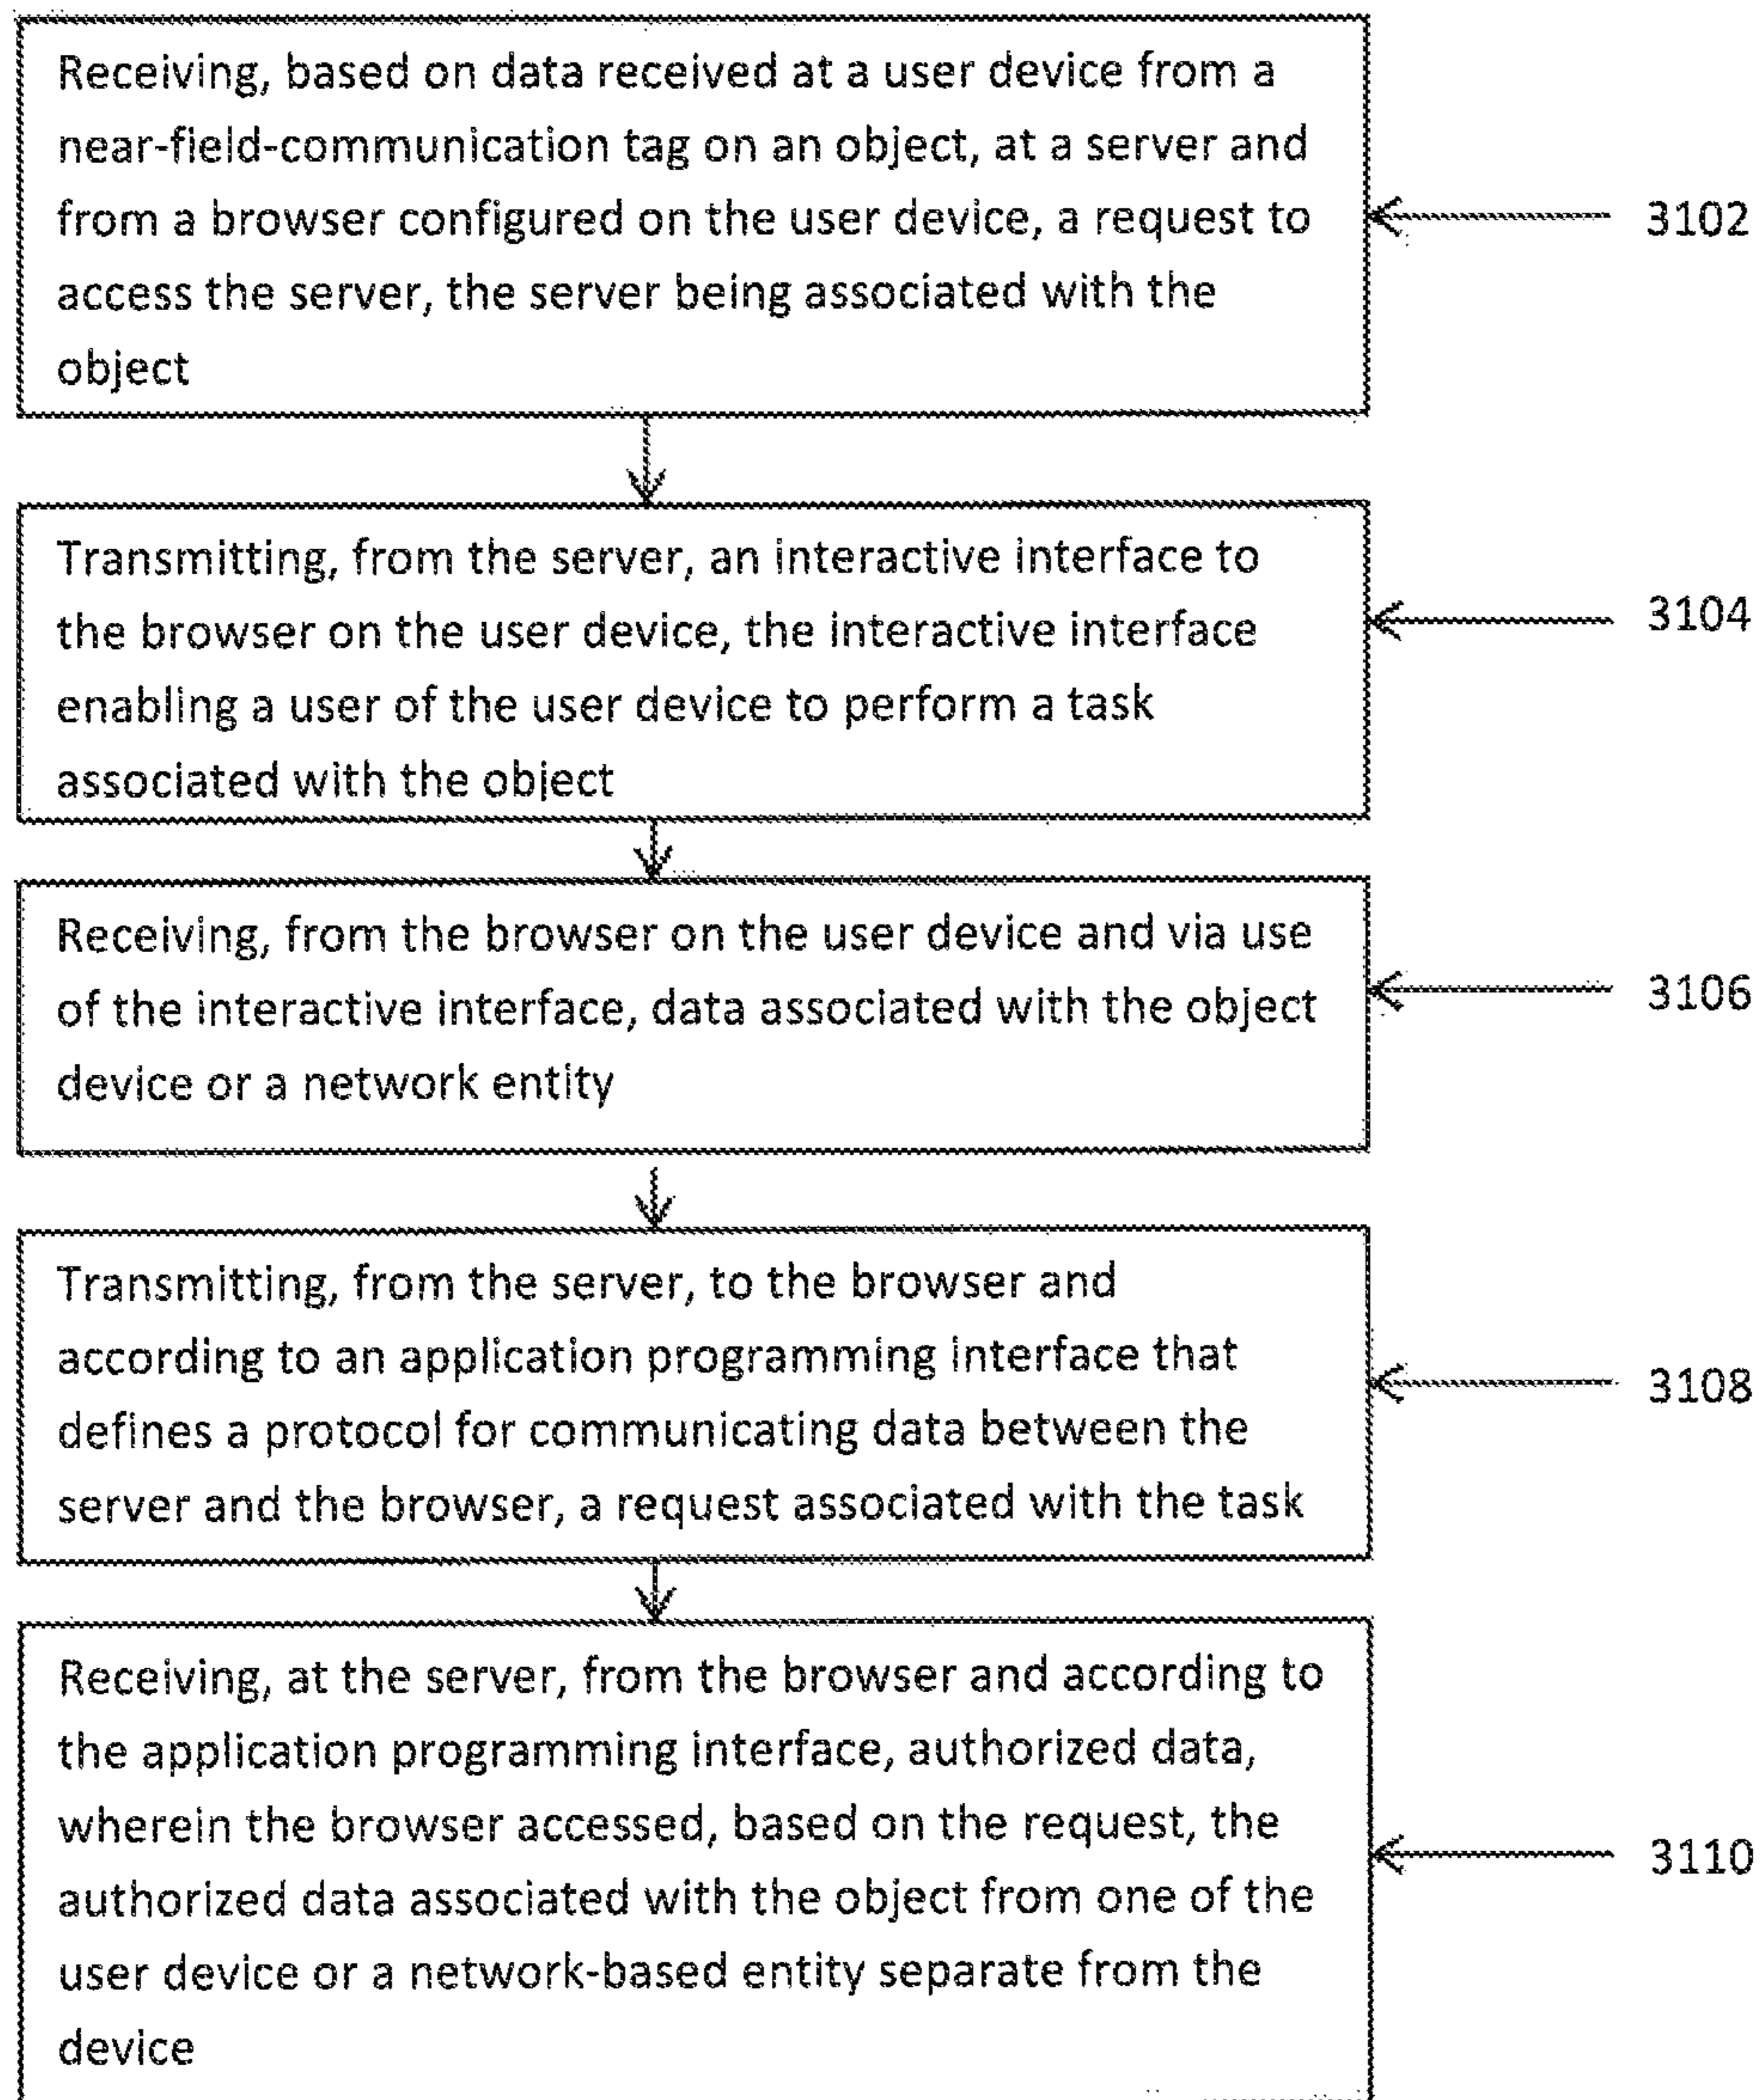 Receiving, based on data received at a user device from a
near-field-communication tag on an object, at a server and
from a browser configured on the user device, a request to
access the server, the server being associated with the
object
3102
Transmitting, from the server, an interactive interface to
the browser on the user device, the interactive interface
enabling a user of the user device to perform a task
associated with the object
3104
Receiving, from the browser on the user device and via use
of the interactive interface, data associated with the object
device or a network entity
3106
Transmitting, from the server, to the browser and
according to an application programming interface that
defines a protocol for communicating data between the
server and the browser, a request associated with the task
3108
Receiving, at the server, from the browser and according to
the application programming interface, authorized data,
wherein the browser accessed, based on the request, the
authorized data associated with the object from one of the
user device or a network-based entity separate from the
device
3110